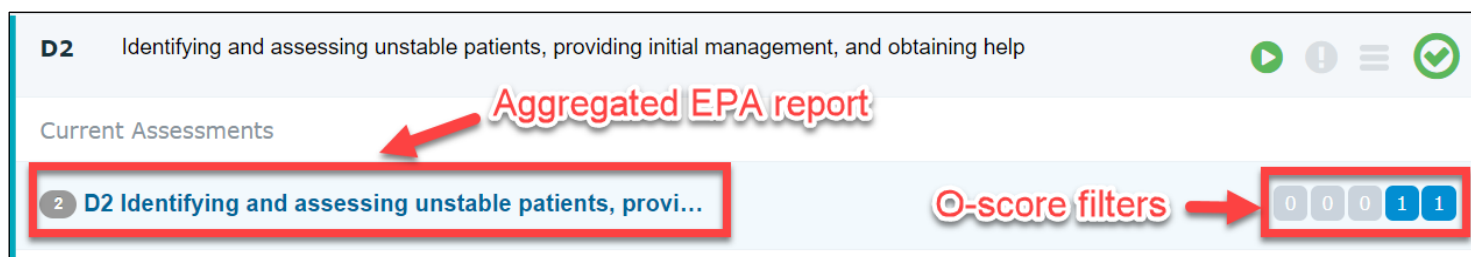 D2 Identifying and assessing unstable patients, providing initial management, and obtaining help
Aggregated EPA report
Current Assessments
2 D2 Identifying and assessing unstable patients, provi...
O-score filters
0 0 0 1 1